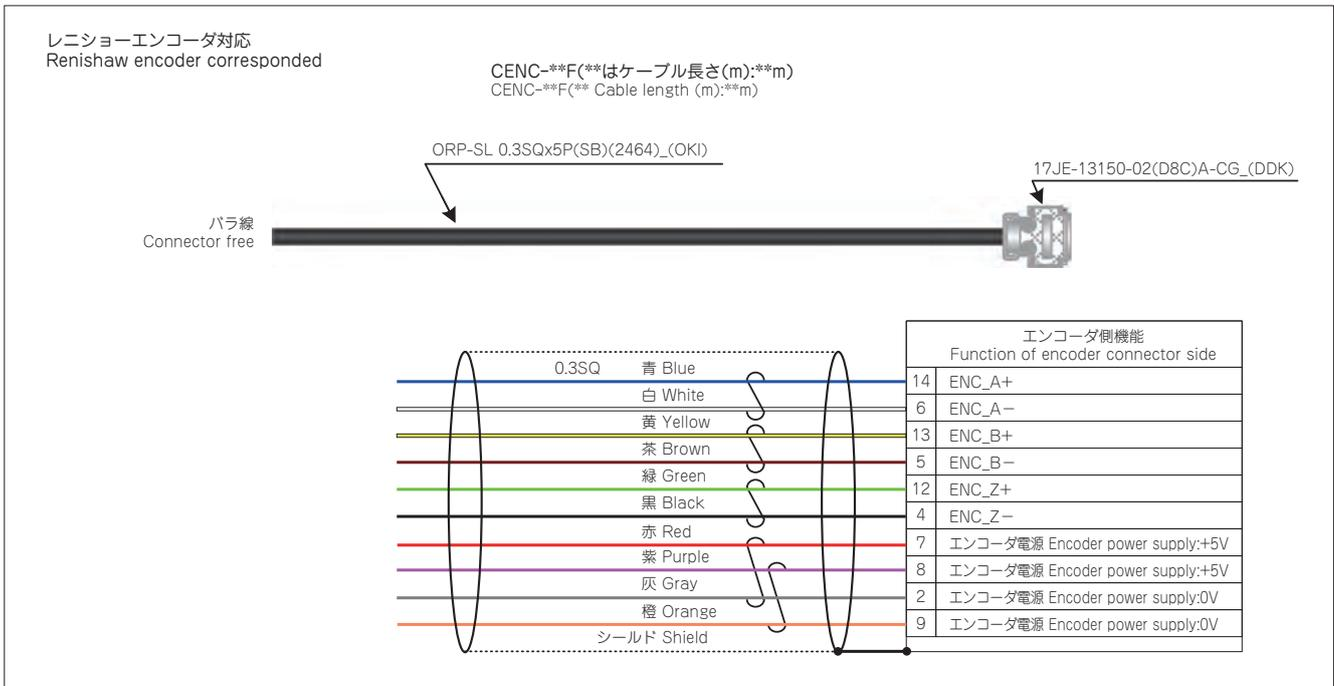 レニショーエンコーダ対応
Renishaw encoder corresponded
CENC-**F(**はケーブル長さ(m):**m)
CENC-**F(** Cable length (m):**m)
ORP-SL 0.3SQx5P(SB)(2464)_(OKI)
17JE-13150-02(D8C)A-CG_(DDK)
バラ線
Connector free
エンコーダ側機能
Function of encoder connector side
0.3SQ 青 Blue 14 ENC_A+
白 White 6 ENC_A−
黄 Yellow 13 ENC_B+
茶 Brown 5 ENC_B−
緑 Green 12 ENC_Z+
黒 Black 4 ENC_Z−
赤 Red 7 エンコーダ電源 Encoder power supply:+5V
紫 Purple 8 エンコーダ電源 Encoder power supply:+5V
灰 Gray 2 エンコーダ電源 Encoder power supply:0V
橙 Orange 9 エンコーダ電源 Encoder power supply:0V
シールド Shield